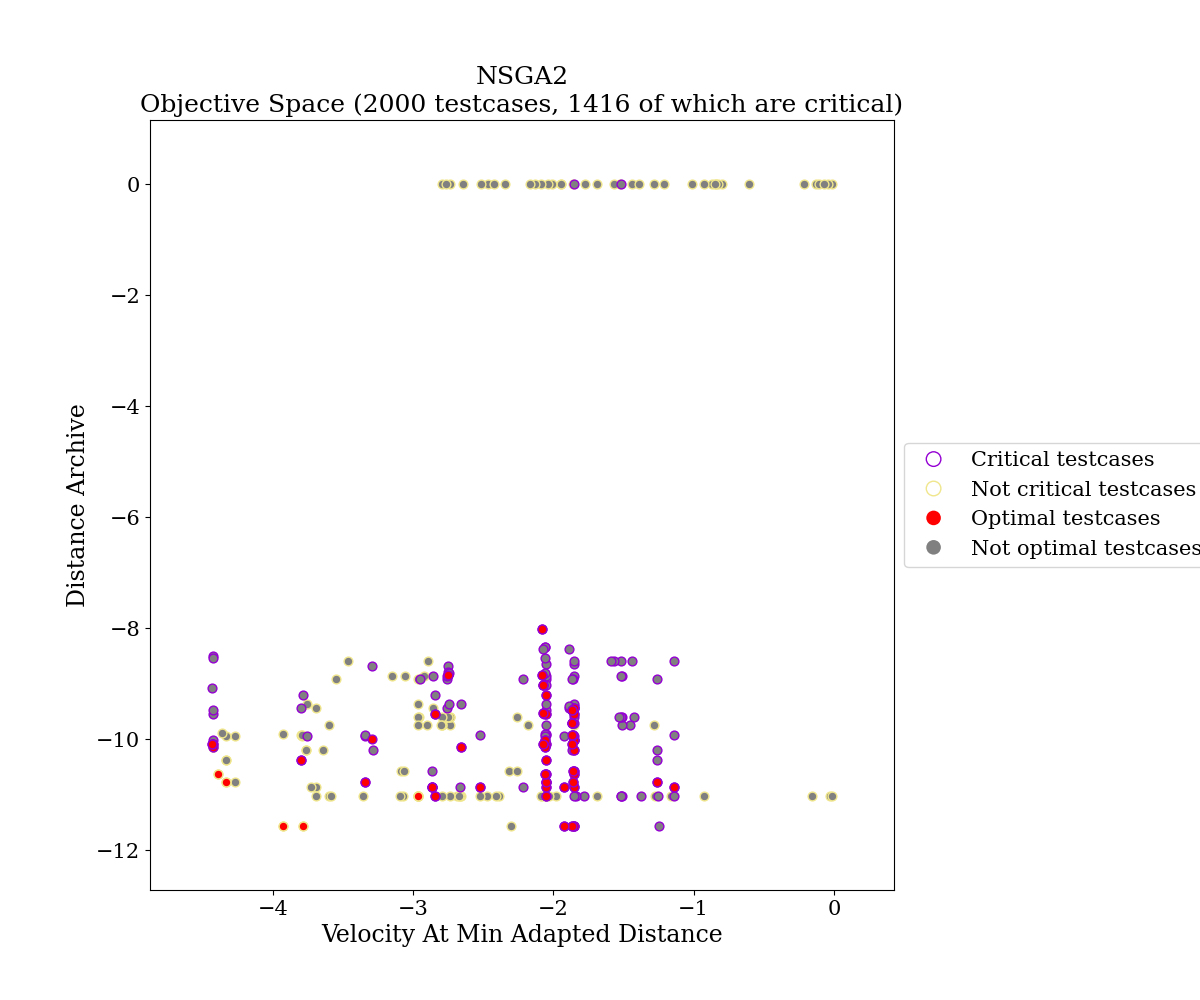 NSGA2
Objective Space (2000 testcases, 1416 of which are critical)
0
−2
−4
−6
−8
−10
−12
Distance Archive
−4
−3
−2
−1
0
Velocity At Min Adapted Distance
Critical testcases
Not critical testcases
Optimal testcases
Not optimal testcases